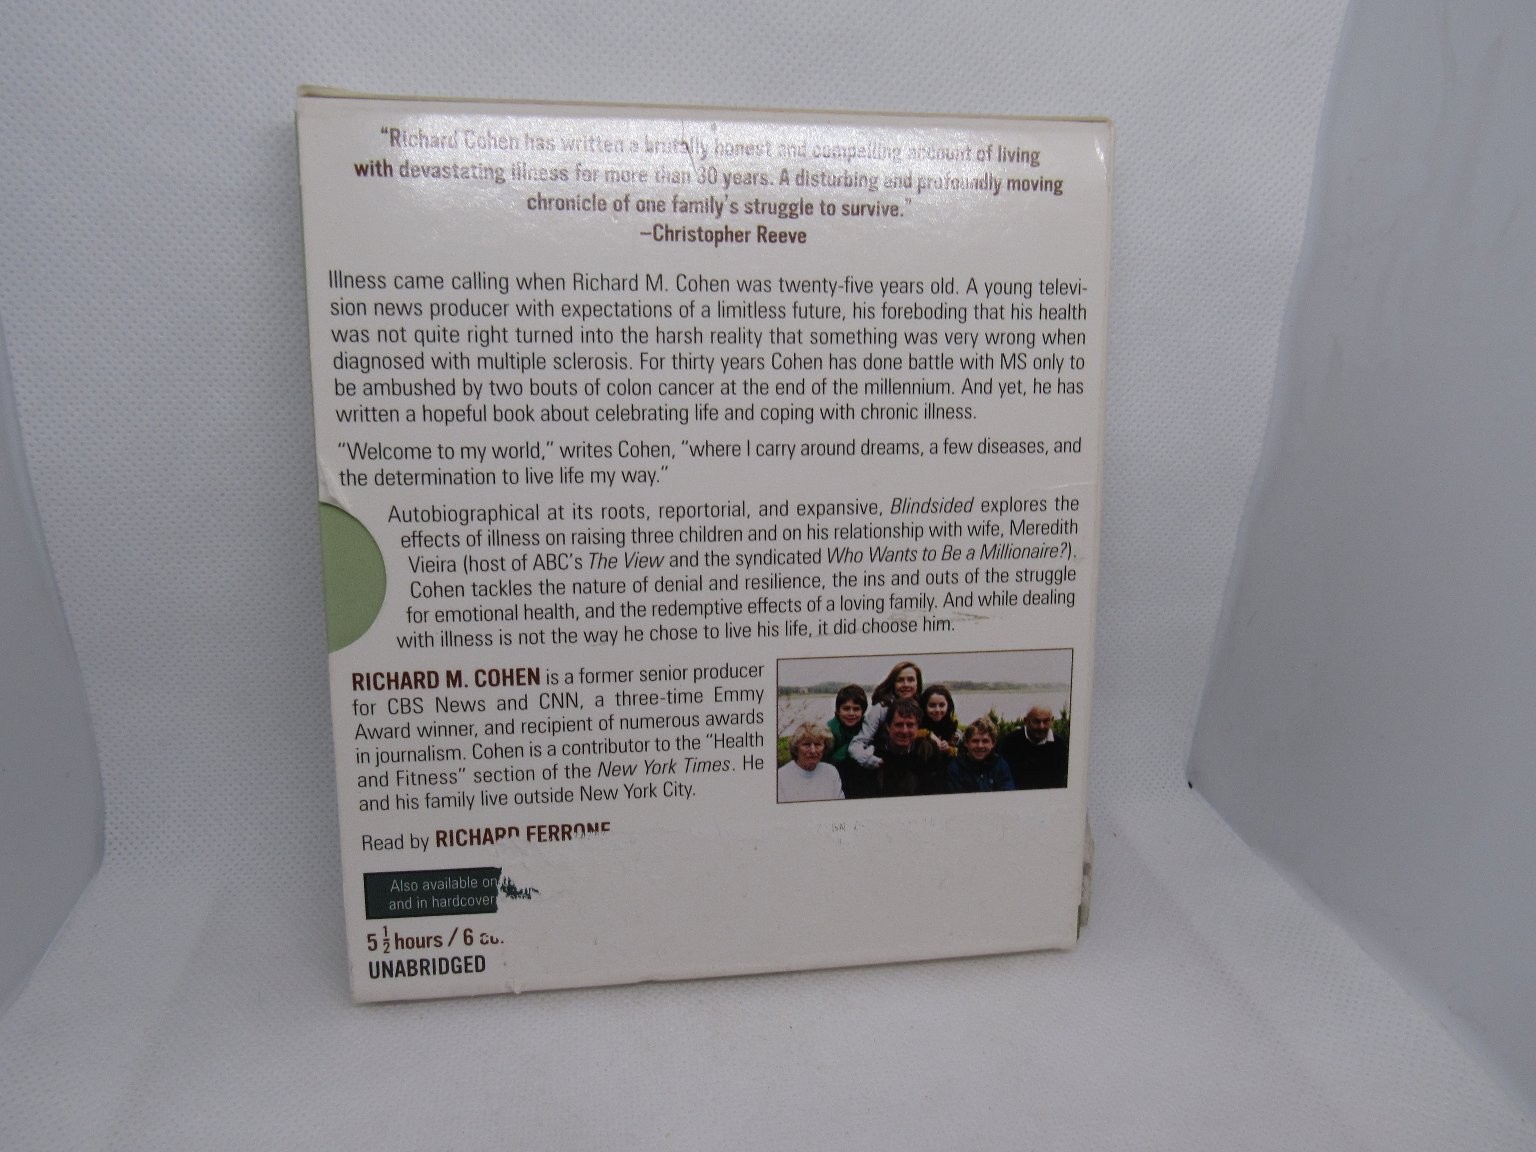 “Richard Cohen has written a brutally honest and compelling account of living
with devastating illness for more than 30 years. A disturbing and profoundly moving
chronicle of one family’s struggle to survive.”
–Christopher Reeve
Illness came calling when Richard M. Cohen was twenty-five years old. A young televi-
sion news producer with expectations of a limitless future, his foreboding that his health
was not quite right turned into the harsh reality that something was very wrong when
diagnosed with multiple sclerosis. For thirty years Cohen has done battle with MS only to
be ambushed by two bouts of colon cancer at the end of the millennium. And yet, he has
written a hopeful book about celebrating life and coping with chronic illness.
“Welcome to my world,” writes Cohen, “where I carry around dreams, a few diseases, and
the determination to live life my way.”
Autobiographical at its roots, reportorial, and expansive, Blindsided explores the
effects of illness on raising three children and on his relationship with wife, Meredith
Vieira (host of ABC’s The View and the syndicated Who Wants to Be a Millionaire?).
Cohen tackles the nature of denial and resilience, the ins and outs of the struggle
for emotional health, and the redemptive effects of a loving family. And while dealing
with illness is not the way he chose to live his life, it did choose him.
RICHARD M. COHEN is a former senior producer
for CBS News and CNN, a three-time Emmy
Award winner, and recipient of numerous awards
in journalism. Cohen is a contributor to the “Health
and Fitness” section of the New York Times. He
and his family live outside New York City.
Read by RICHARD FERRONE
Also available on
and in hardcover
5 ½ hours / 6
UNABRIDGED